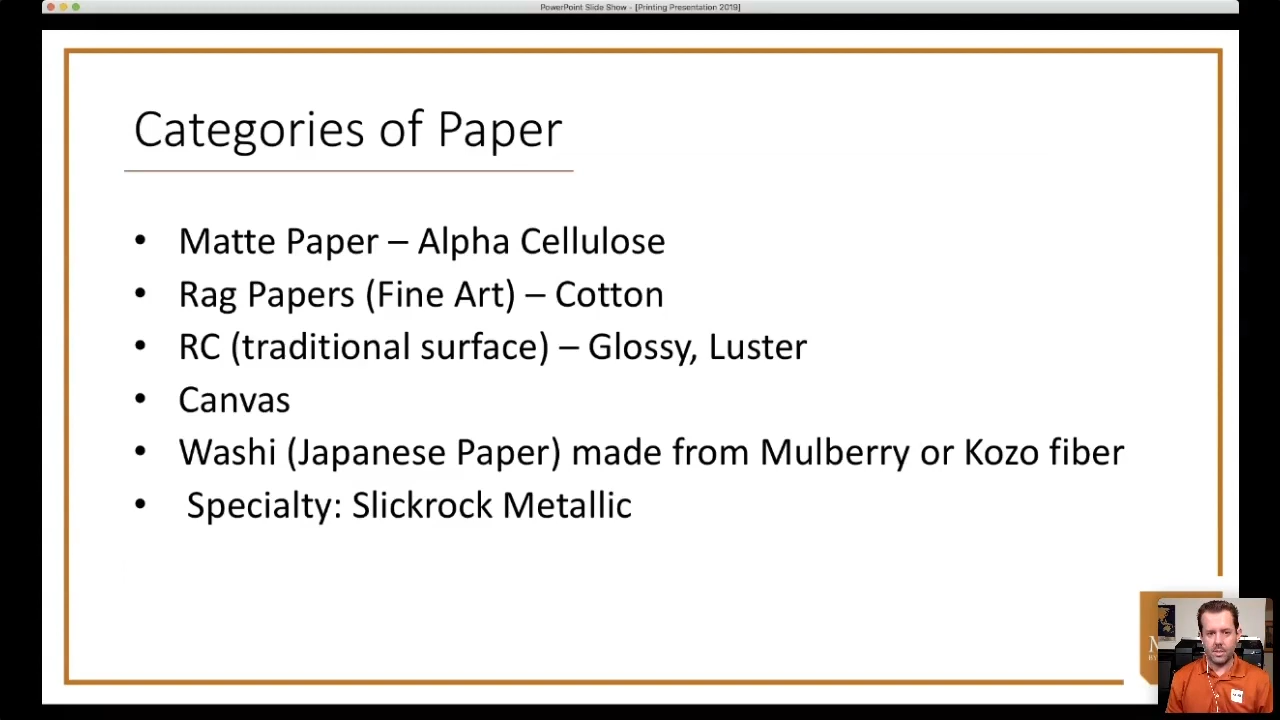 PowerPoint Slide Show - [Printing Presentation 2019]
Categories of Paper
• Matte Paper – Alpha Cellulose
• Rag Papers (Fine Art) – Cotton
• RC (traditional surface) – Glossy, Luster
• Canvas
• Washi (Japanese Paper) made from Mulberry or Kozo fiber
• Specialty: Slickrock Metallic